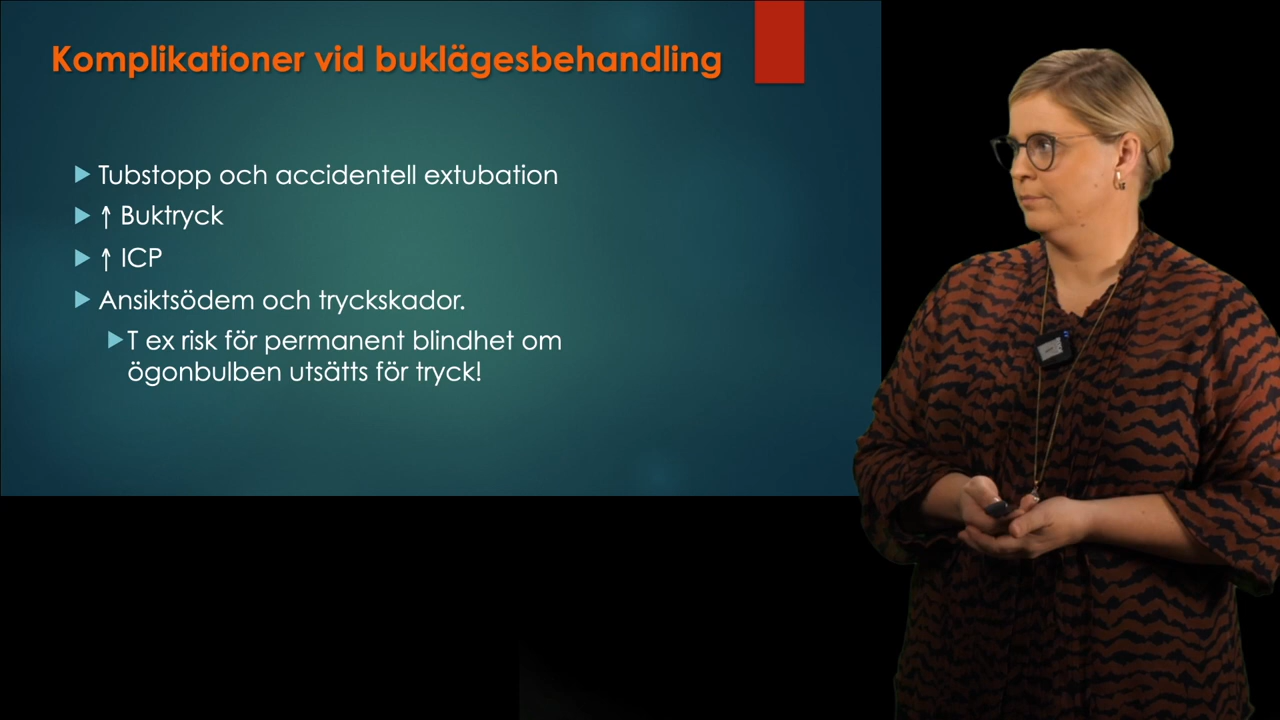 Komplikationer vid buklägesbehandling
Tubstopp och accidentell extubation
↑ Buktryck
↑ ICP
Ansiktsödem och tryckskador.
T ex risk för permanent blindhet om
ögonbulben utsätts för tryck!